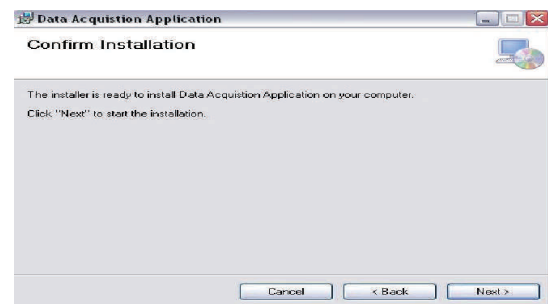 Data Acquistion Application
Confirm Installation
The installer is ready to install Data Acquistion Application on your computer.
Click "Next" to start the installation.
Cancel
< Back
Next >